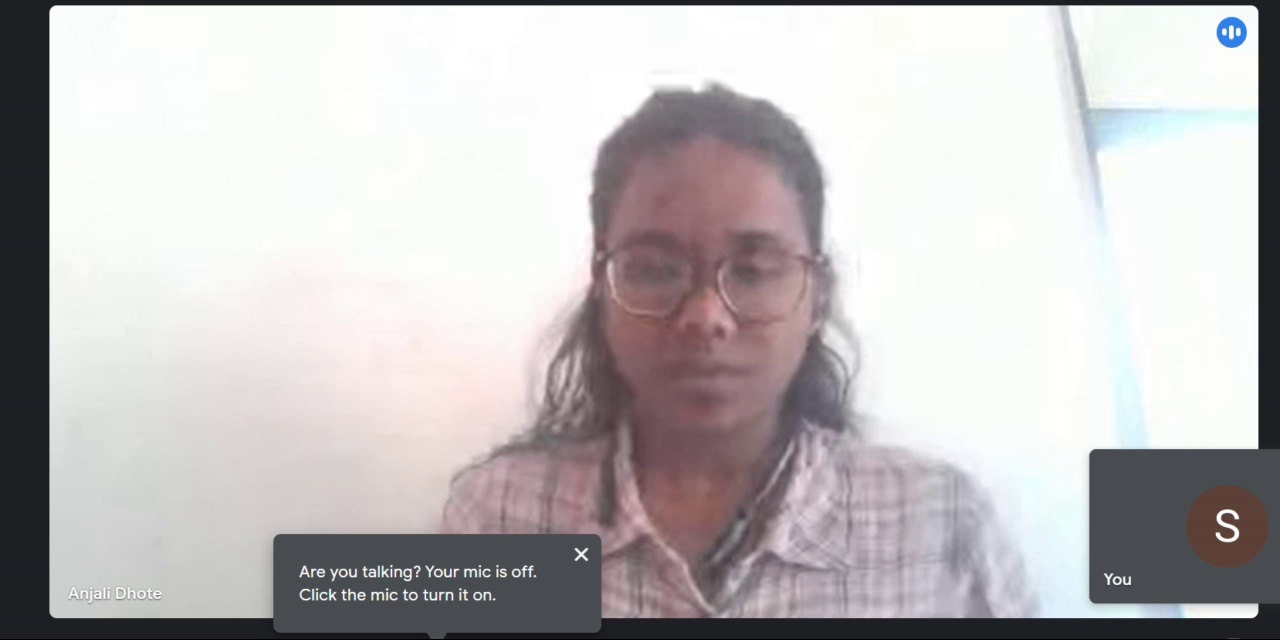 Anjali Dhote
Are you talking? Your mic is off.
Click the mic to turn it on.
S
You